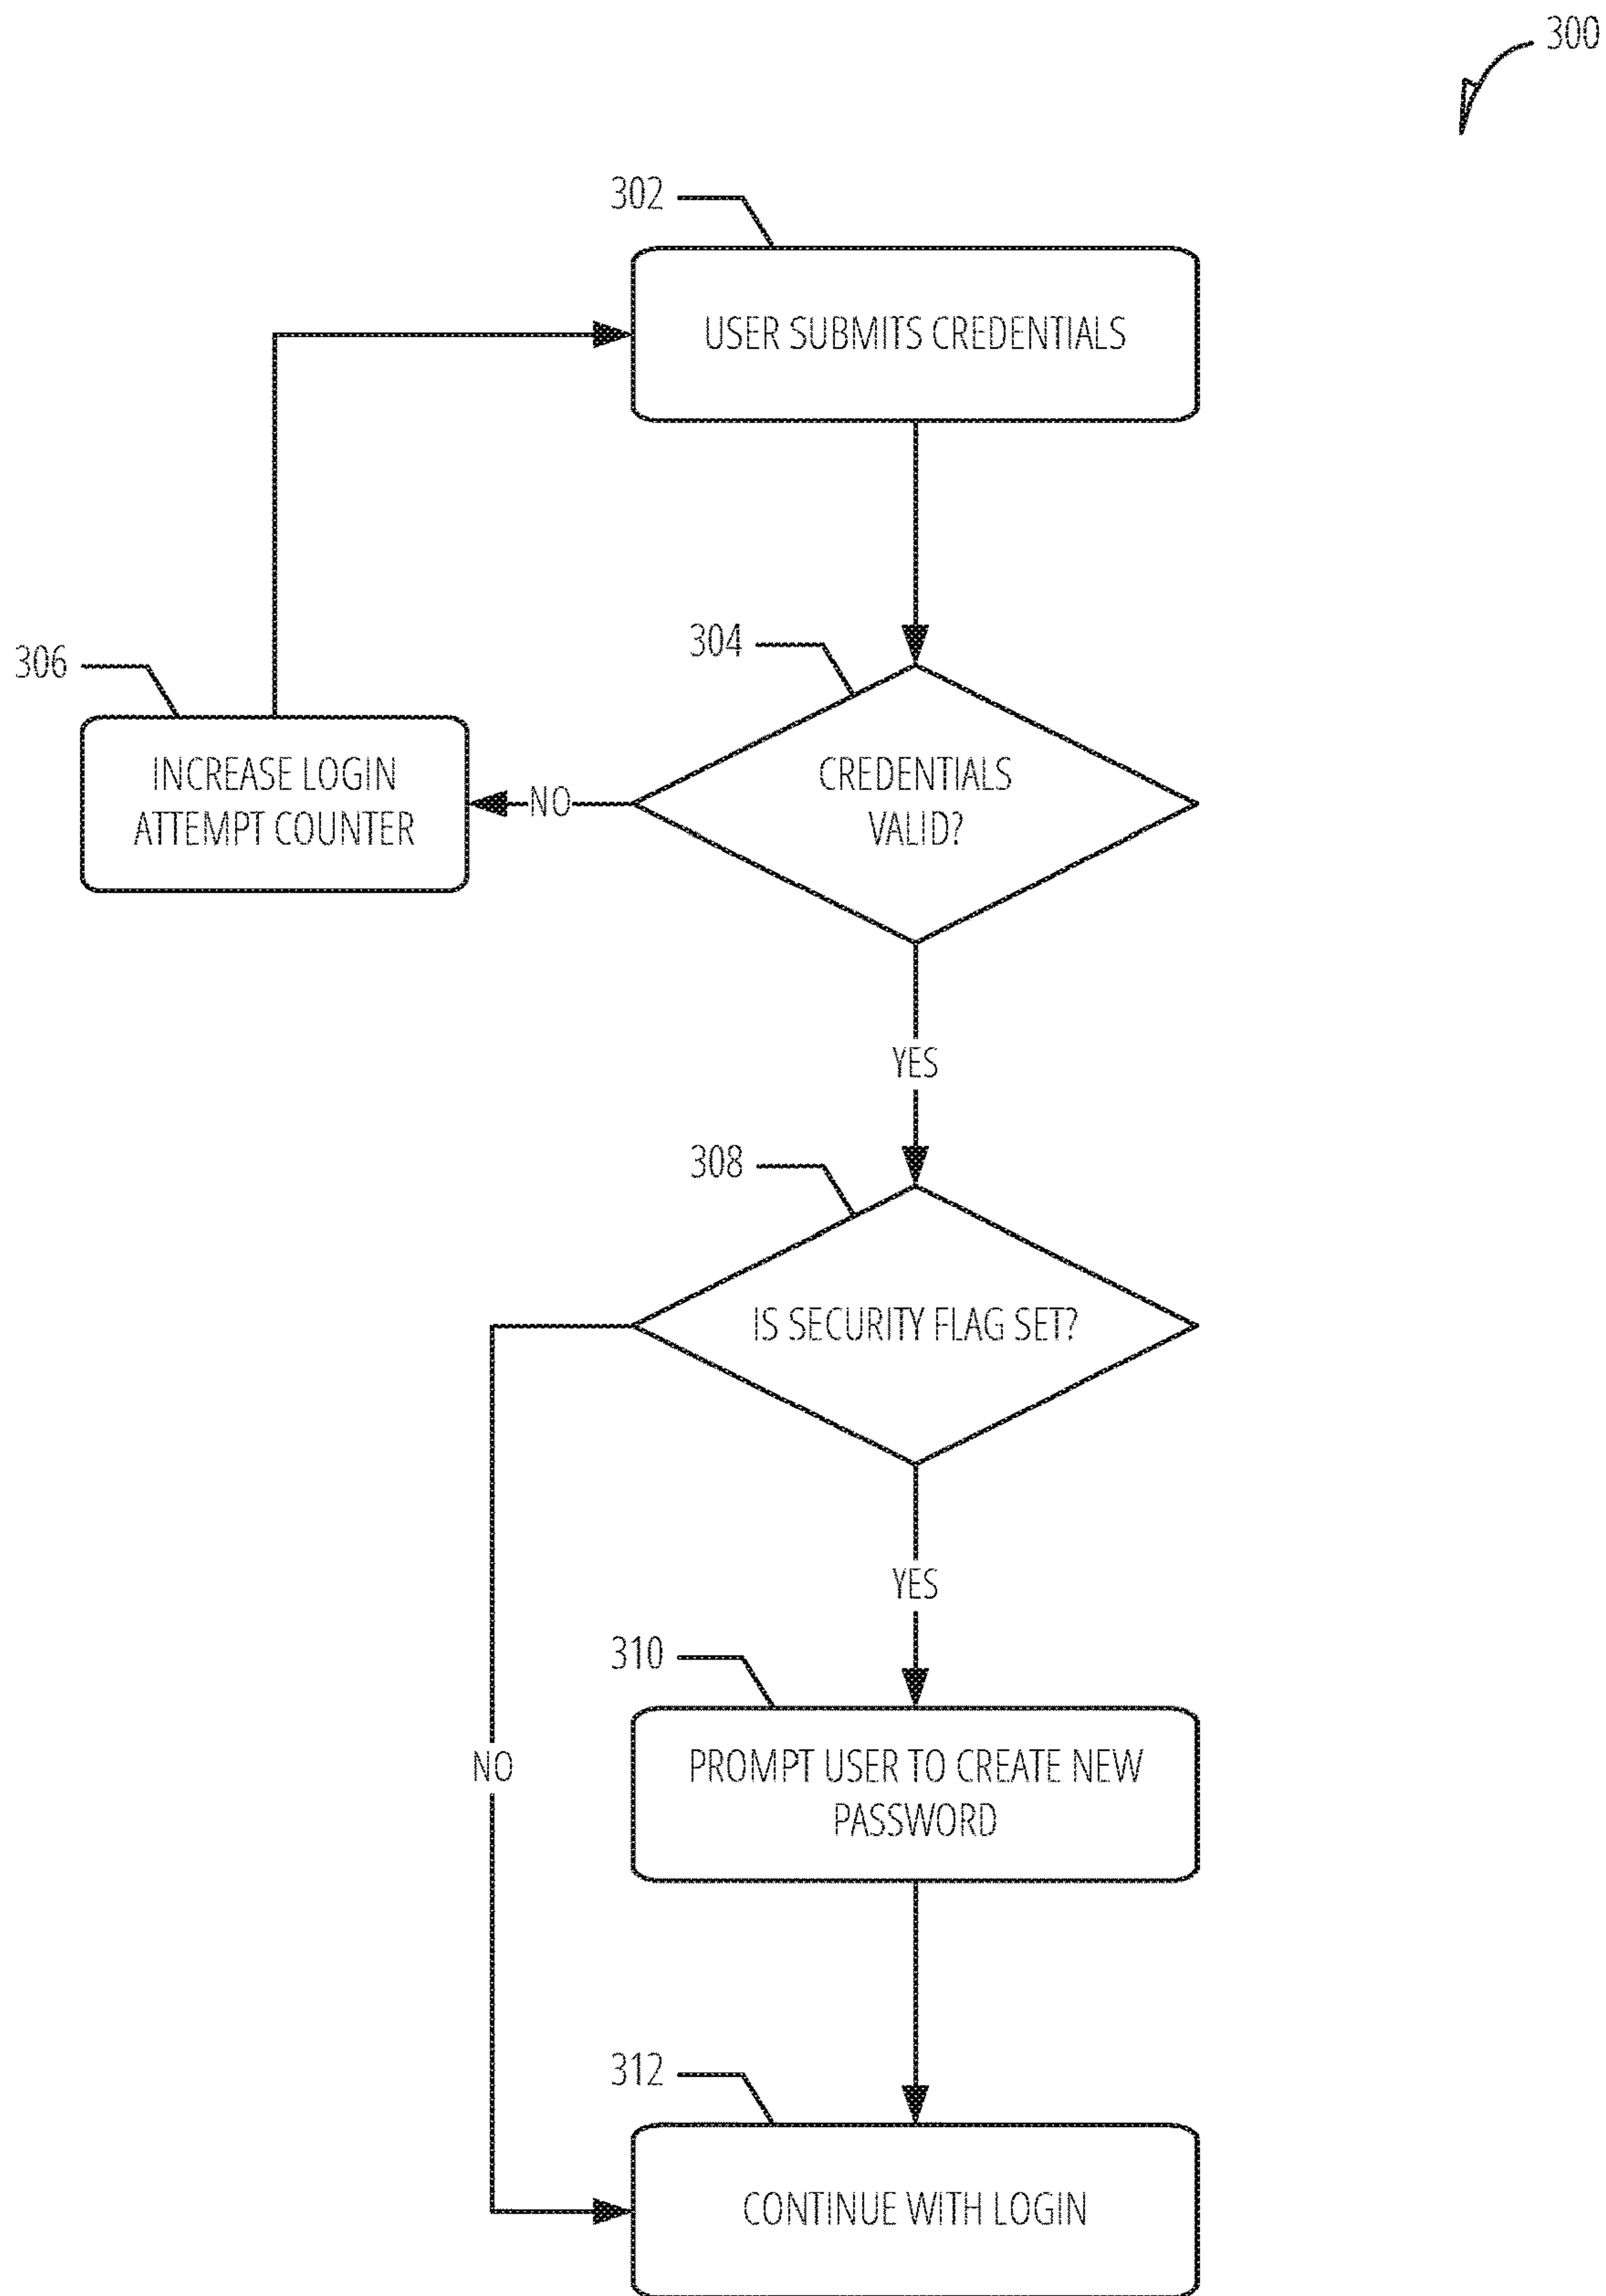 300
302
USER SUBMITS CREDENTIALS
304
306
CREDENTIALS
VALID?
NO
INCREASE LOGIN
ATTEMPT COUNTER
YES
308
IS SECURITY FLAG SET?
YES
310
PROMPT USER TO CREATE NEW
PASSWORD
NO
312
CONTINUE WITH LOGIN